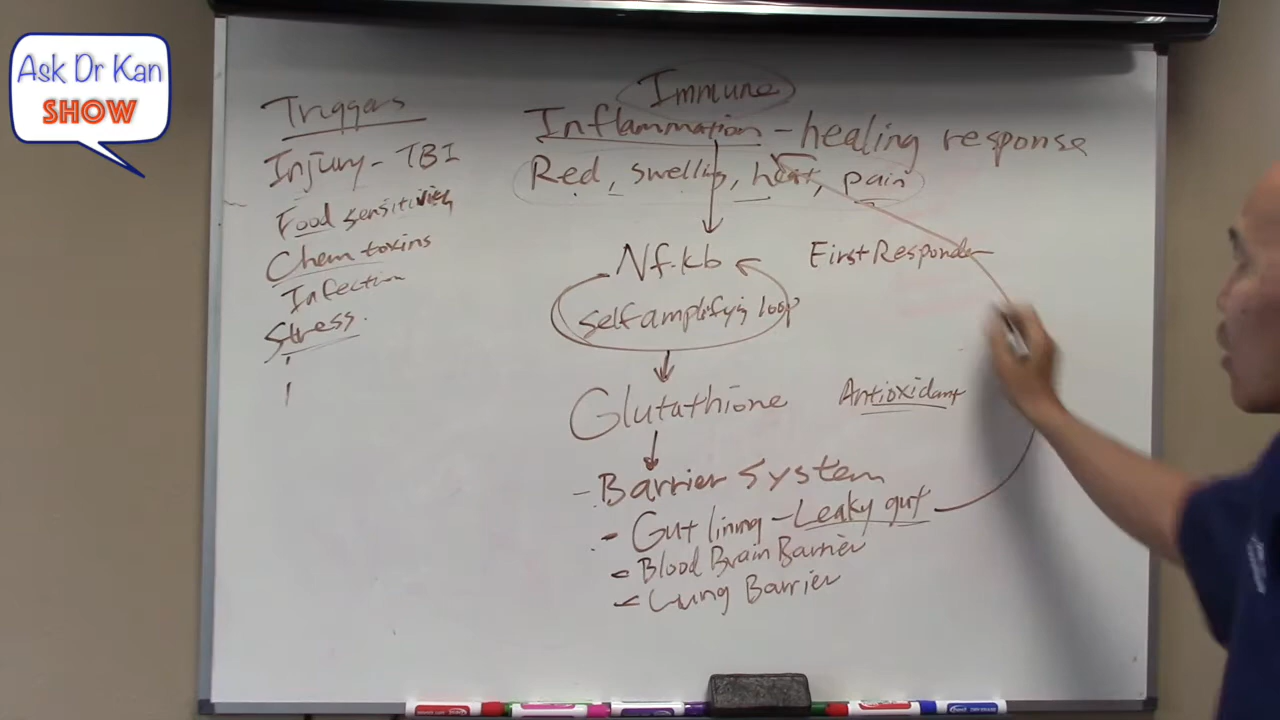 Ask Dr Kan
SHOW
Triggers
Injury - TBI
Food sensitivities
Chem toxins
Infection
Stress
Immune
Inflammation - healing response
Red, swelling, heat, pain
Nf-kb
First Responder
self amplifying loop
Glutathione
Antioxidant
- Barrier System
- Gut lining - Leaky gut
- Blood Brain Barrier
- Lung Barrier